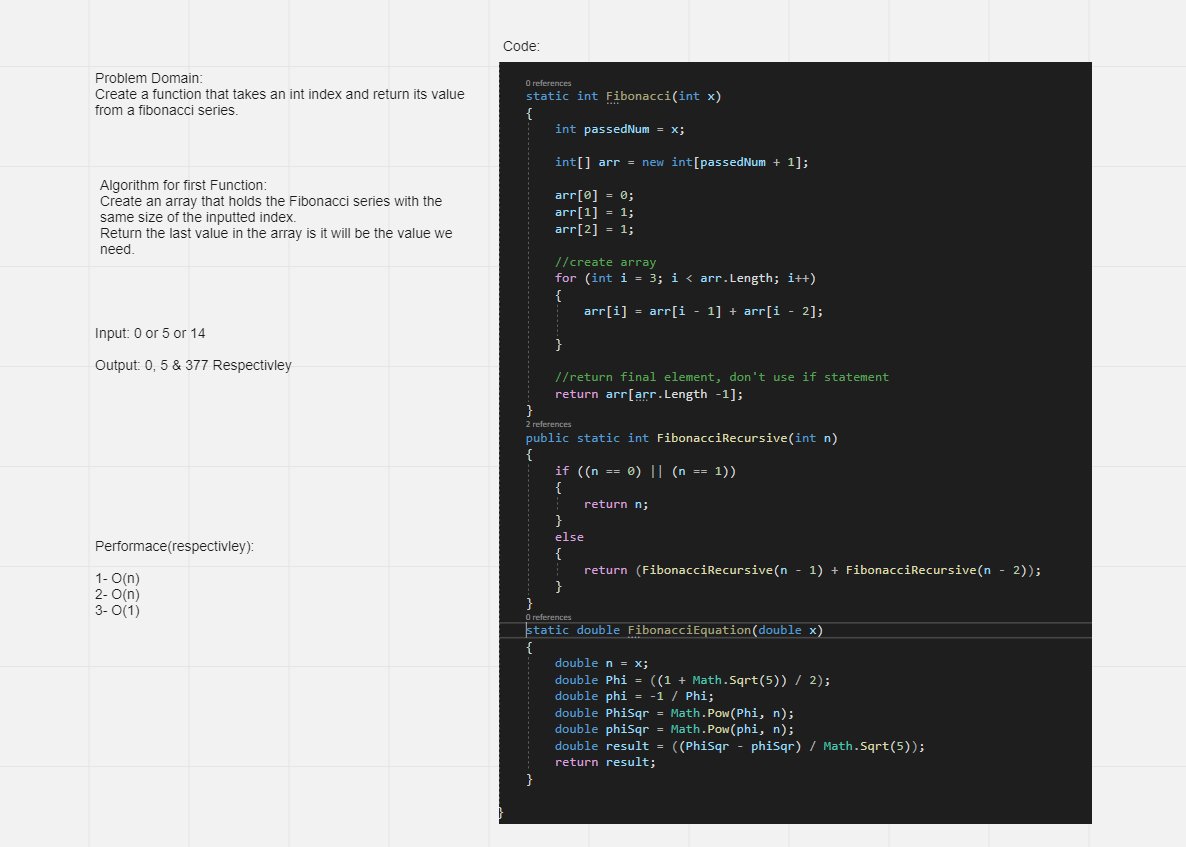 Problem Domain:
Create a function that takes an int index and return its value
from a fibonacci series.
Algorithm for first Function:
Create an array that holds the Fibonacci series with the
same size of the inputted index.
Return the last value in the array is it will be the value we
need.
Input: 0 or 5 or 14
Output: 0, 5 & 377 Respectivley
Performace(respectivley):
1- O(n)
2- O(n)
3- O(1)
Code:
0 references
static int Fibonacci(int x)
{
int passedNum = x;
int[] arr = new int[passedNum + 1];
arr[0] = 0;
arr[1] = 1;
arr[2] = 1;
//create array
for (int i = 3; i < arr.Length; i++)
{
arr[i] = arr[i - 1] + arr[i - 2];
}
//return final element, don't use if statement
return arr[arr.Length -1];
}
2 references
public static int FibonacciRecursive(int n)
{
if ((n == 0) || (n == 1))
{
return n;
}
else
{
return (FibonacciRecursive(n - 1) + FibonacciRecursive(n - 2));
}
}
0 references
static double FibonacciEquation(double x)
{
double n = x;
double Phi = ((1 + Math.Sqrt(5)) / 2);
double phi = -1 / Phi;
double PhiSqr = Math.Pow(Phi, n);
double phiSqr = Math.Pow(phi, n);
double result = ((PhiSqr - phiSqr) / Math.Sqrt(5));
return result;
}
}